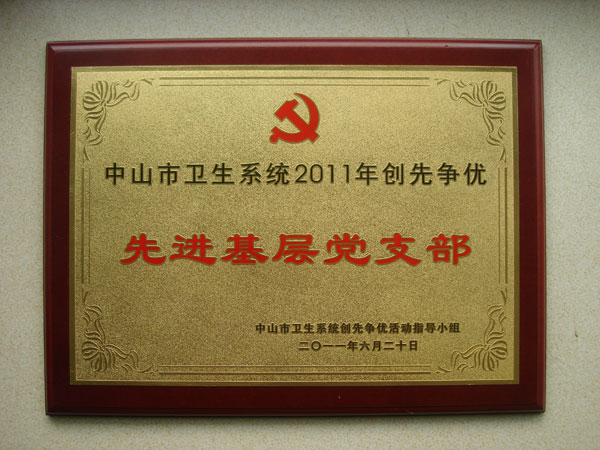 中山市卫生系统2011年创先争优
先进基层党支部
中山市卫生系统创先争优活动指导小组
二〇一一年六月二十日